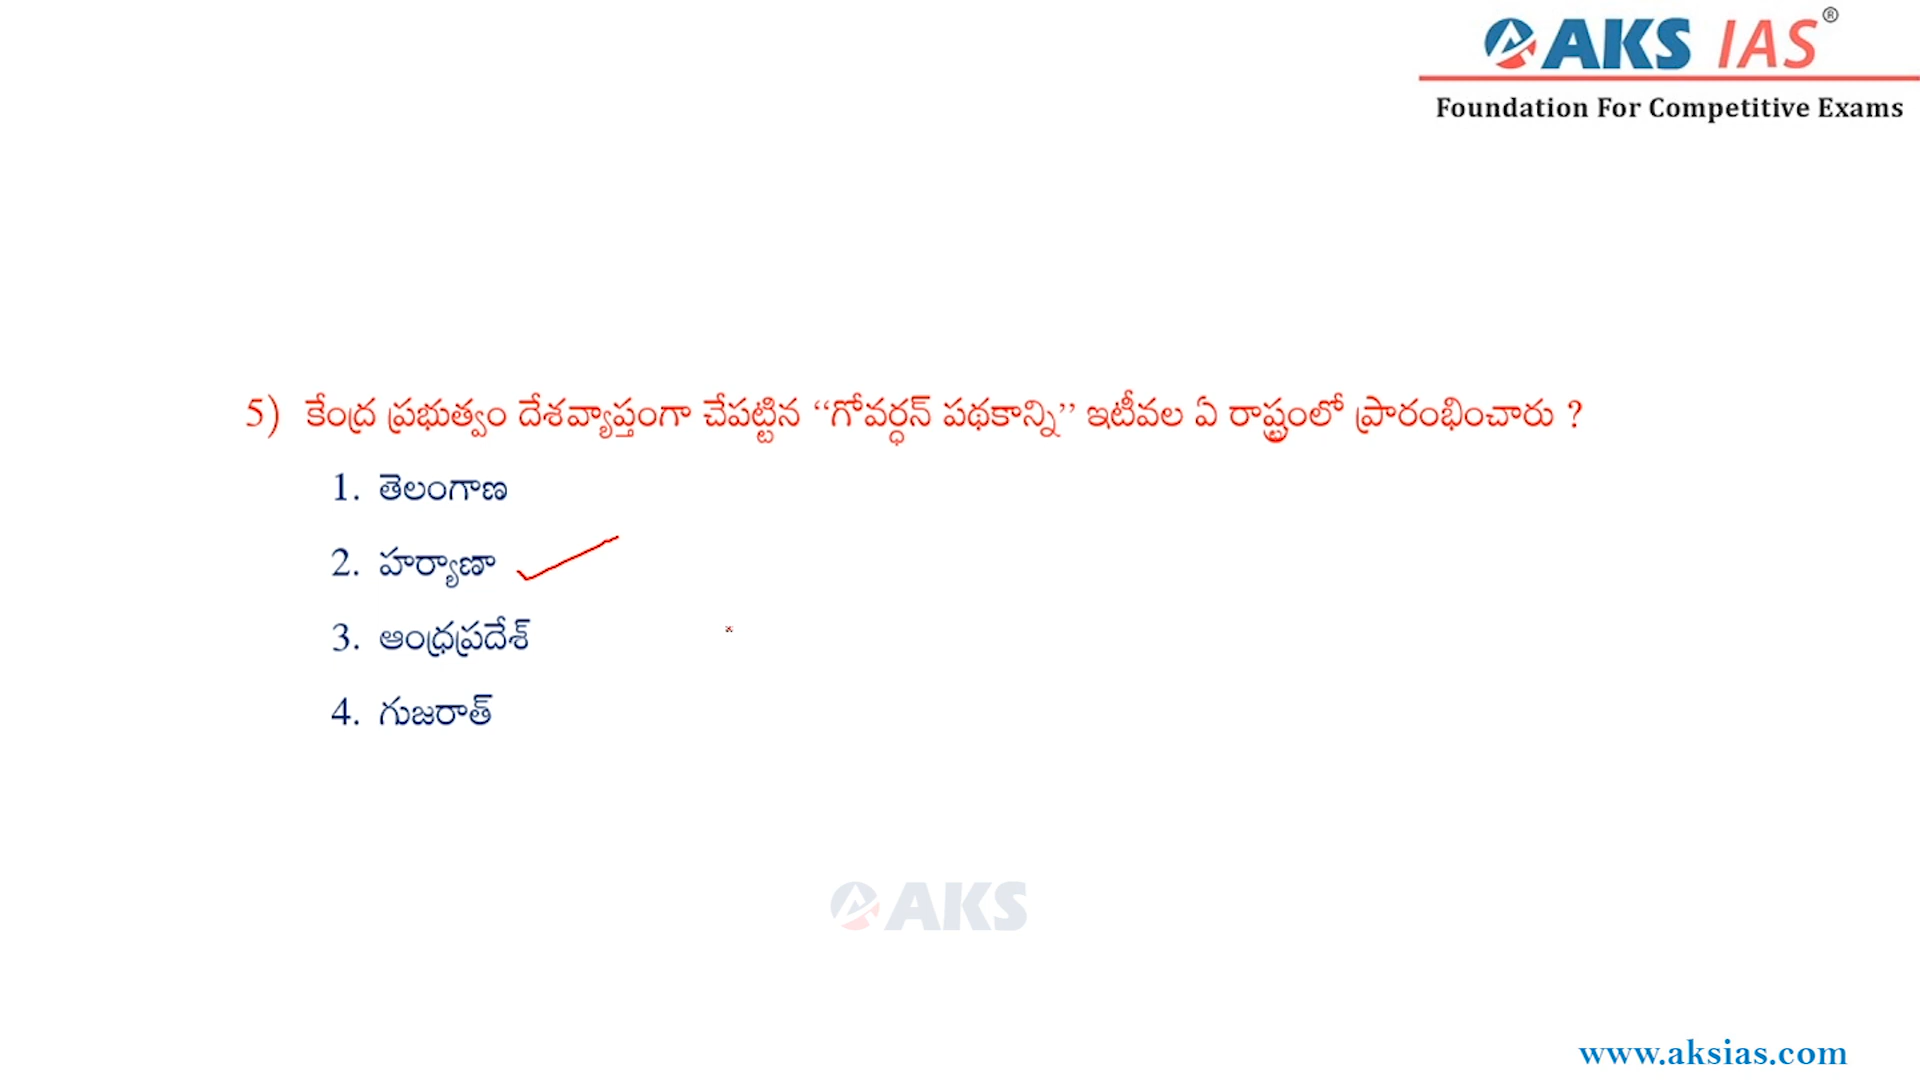 AKS IAS®
Foundation For Competitive Exams
5) కేంద్ర ప్రభుత్వం దేశవ్యాప్తంగా చేపట్టిన “గోవర్ధన్ పథకాన్ని” ఇటీవల ఏ రాష్ట్రంలో ప్రారంభించారు ?
1. తెలంగాణ
2. హర్యాణా
3. ఆంధ్రప్రదేశ్
4. గుజరాత్
AKS
www.aksias.com